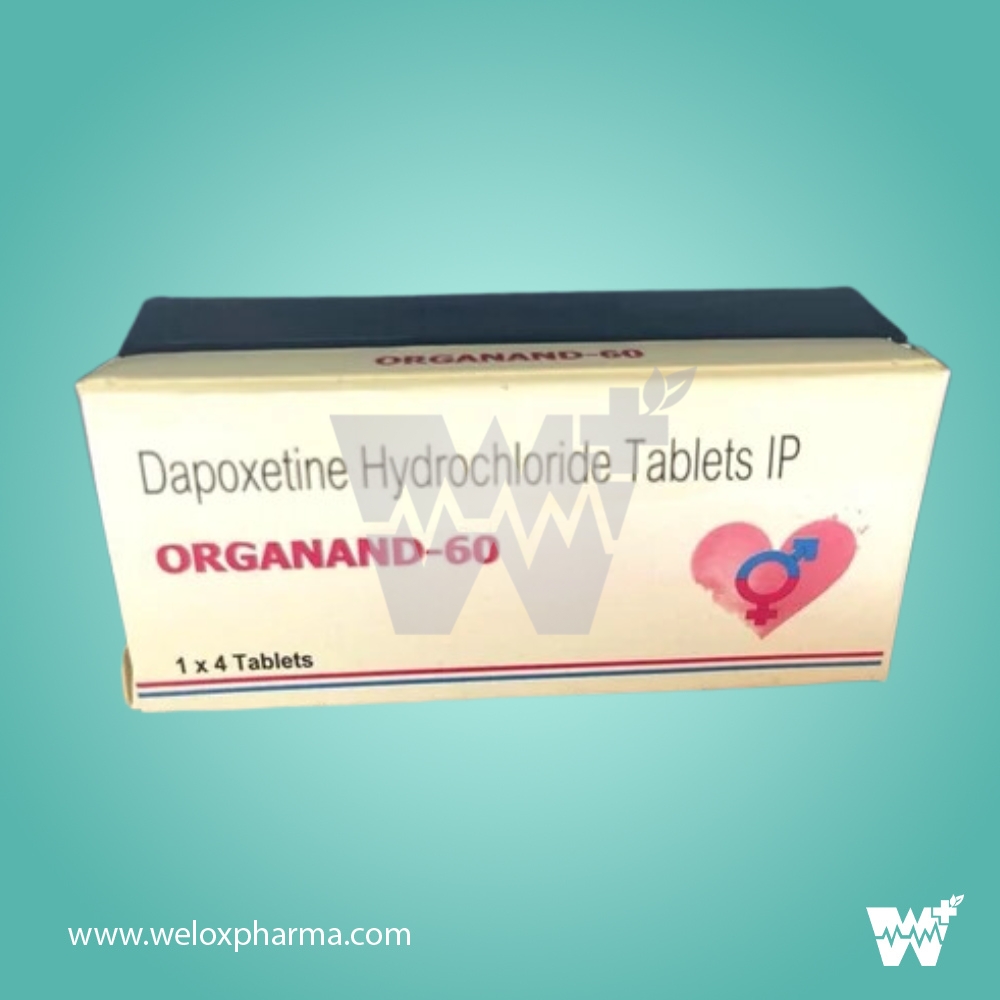 ORGANAND-60
Dapoxetine Hydrochloride Tablets IP
ORGANAND-60
1 x 4 Tablets
www.weloxpharma.com